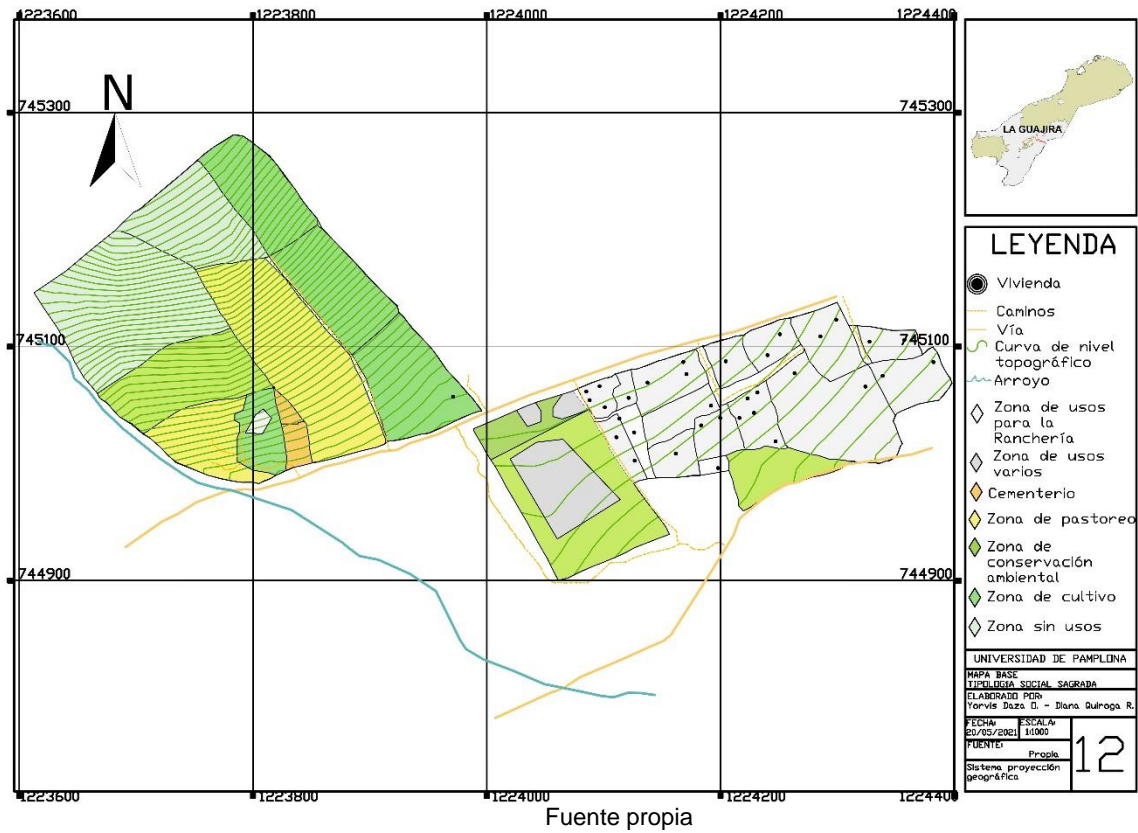 1223600
1223800
1224000
1224200
1224400
N
745300
745300
745100
745100
744900
744900
1223600
1223800
1224000
1224200
1224400
LA GUAJIRA
LEYENDA
Vivienda
Caminos
Vía
Curva de nivel
topográfico
Arroyo
Zona de usos
para la
Ranchería
Zona de usos
varios
Cementerio
Zona de pastoreo
Zona de
conservación
ambiental
Zona de cultivo
Zona sin usos
UNIVERSIDAD DE PAMPLONA
MAPA BASE
TIPOLOGIA SOCIAL SAGRADA
ELABORADO POR:
Yorvis Daza O. - Diana Quiroga R.
FECHA:
20/05/2021
ESCALA:
1:1000
FUENTE:
Propia
Sistema proyección
geográfica
12
Fuente propia